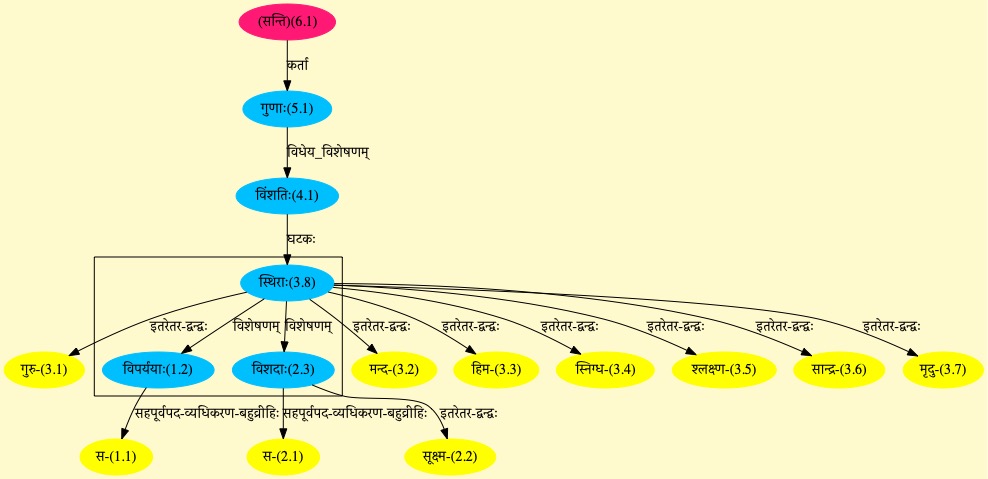 (सन्ति)(6.1)
कर्ता
गुणाः(5.1)
विधेय_विशेषणम्
विंशतिः(4.1)
घटकः
स्थिराः(3.8)
इतरेतर-द्वन्द्वः
विशेषणम्
विशेषणम्
इतरेतर-द्वन्द्वः
इतरेतर-द्वन्द्वः
इतरेतर-द्वन्द्वः
इतरेतर-द्वन्द्वः
इतरेतर-द्वन्द्वः
इतरेतर-द्वन्द्वः
गुरु-(3.1)
विपर्ययाः(1.2)
विशदाः(2.3)
मन्द-(3.2)
हिम-(3.3)
स्निग्ध-(3.4)
श्लक्ष्ण-(3.5)
सान्द्र-(3.6)
मृदु-(3.7)
सहपूर्वपद-व्यधिकरण-बहुव्रीहिः
सहपूर्वपद-व्यधिकरण-बहुव्रीहिः
इतरेतर-द्वन्द्वः
स-(1.1)
स-(2.1)
सूक्ष्म-(2.2)